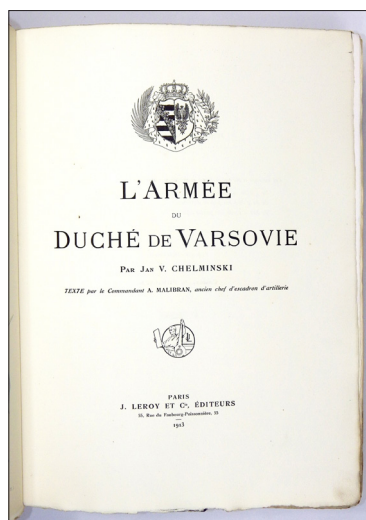 L'ARMÉE
DU
DUCHÉ DE VARSOVIE
PAR JAN V. CHELMINSKI
TEXTE par le Commandant A. MALIBRAN, ancien chef d'escadron d'artillerie
PARIS
J. LEROY ET Cie, ÉDITEURS
55, Rue du Faubourg-Poissonnière, 55
1913